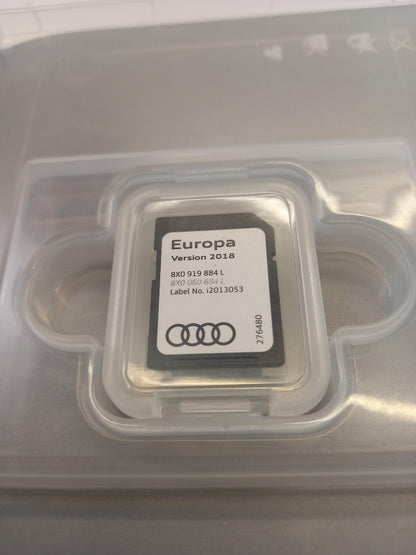 Europa
Version 2018
8X0 919 884 L
8X0 060 884 L
Label No. i2013053
276480